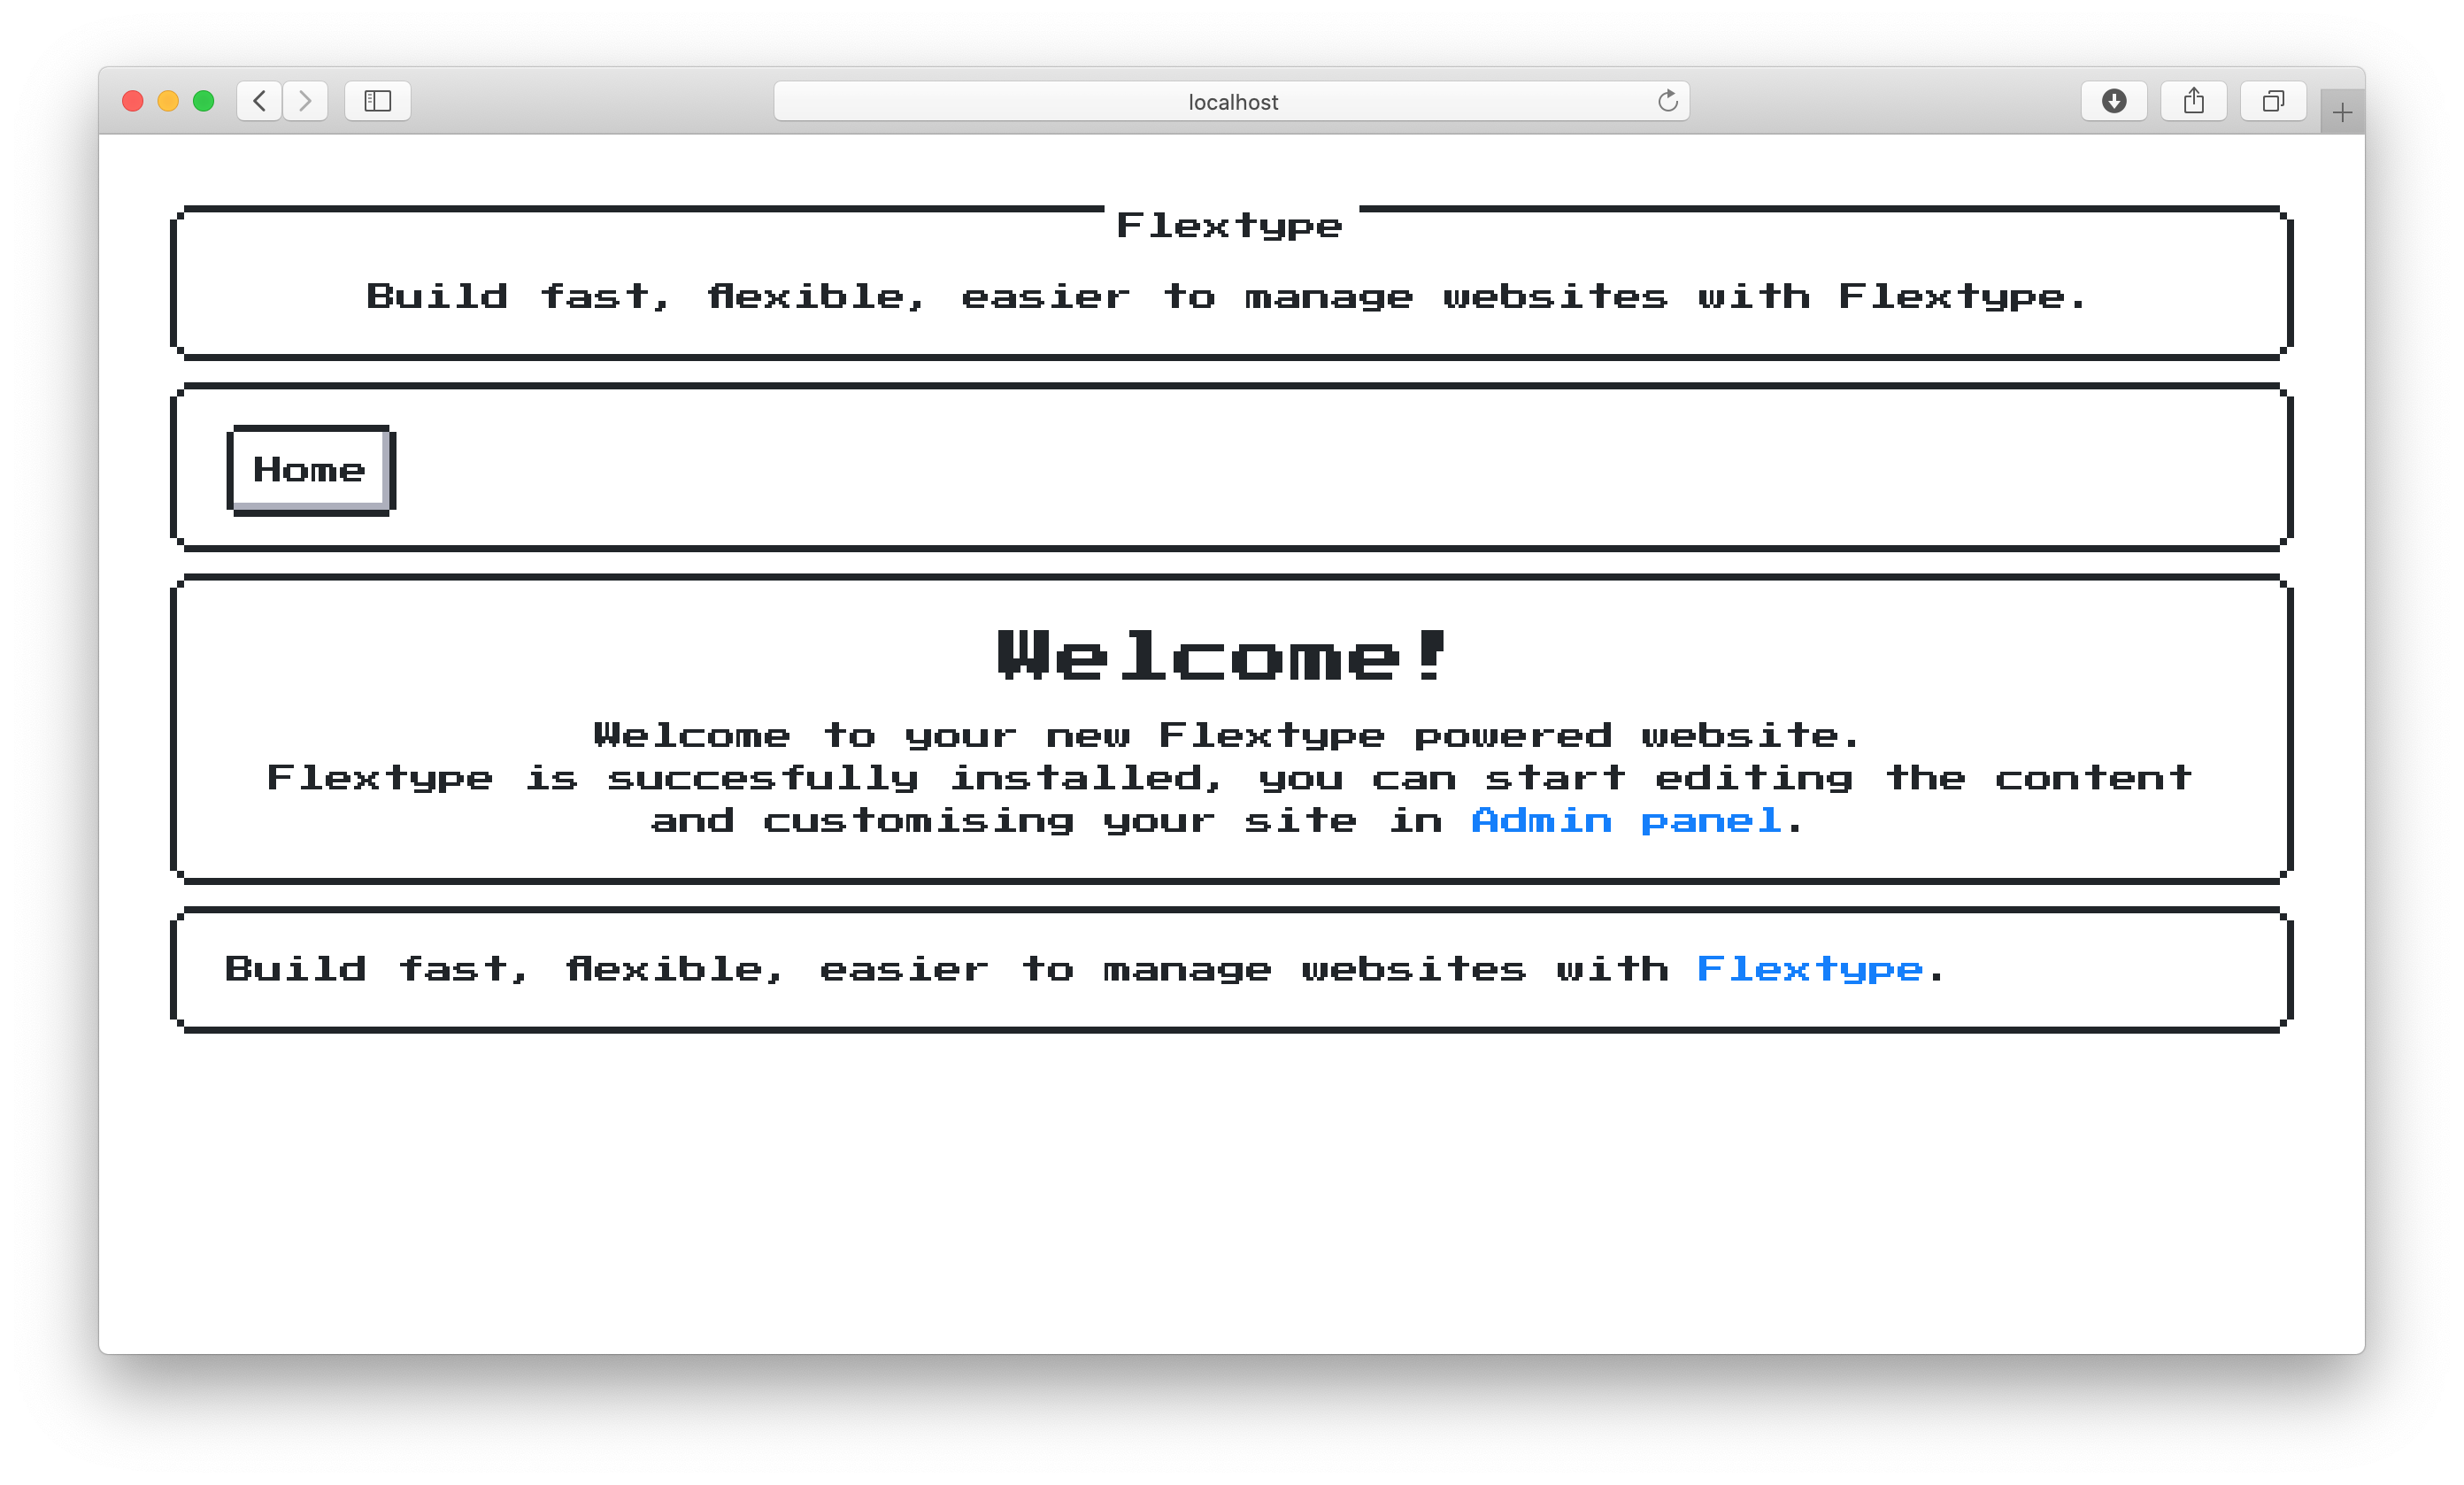 localhost
Flextype
Build fast, flexible, easier to manage websites with Flextype.
Home
Welcome!
Welcome to your new Flextype powered website.
Flextype is succesfully installed, you can start editing the content
and customising your site in Admin panel.
Build fast, flexible, easier to manage websites with Flextype.